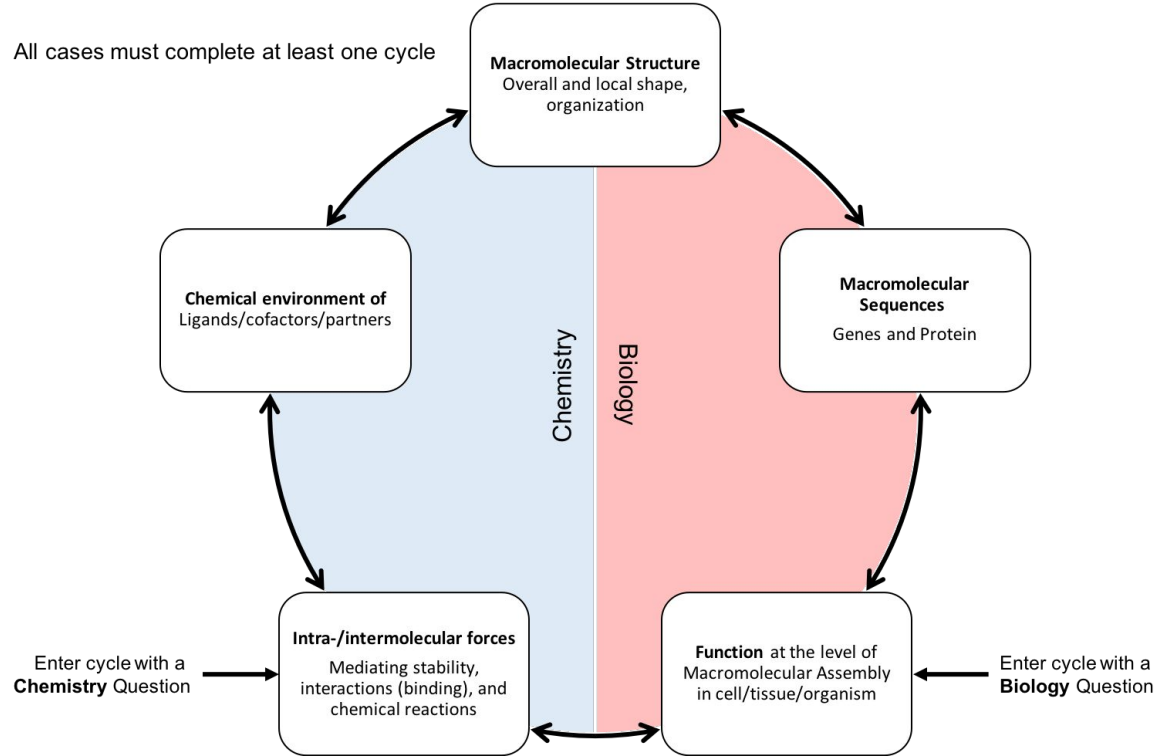 All cases must complete at least one cycle
Macromolecular Structure
Overall and local shape,
organization
Chemical environment of
Ligands/cofactors/partners
Macromolecular
Sequences
Genes and Protein
Chemistry
Biology
Intra-/intermolecular forces
Mediating stability,
interactions (binding), and
chemical reactions
Function at the level of
Macromolecular Assembly
in cell/tissue/organism
Enter cycle with a
Chemistry Question
Enter cycle with a
Biology Question